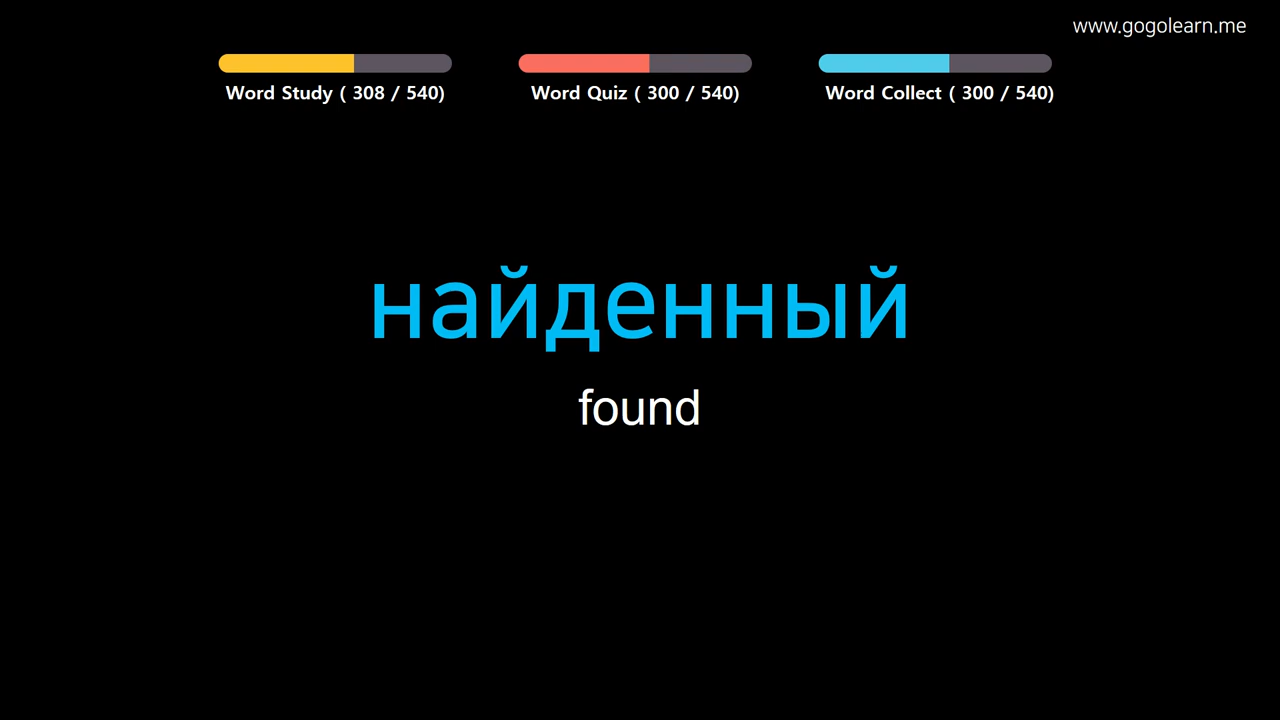 www.gogolearn.me
Word Study ( 308 / 540)
Word Quiz ( 300 / 540)
Word Collect ( 300 / 540)
найденный
found